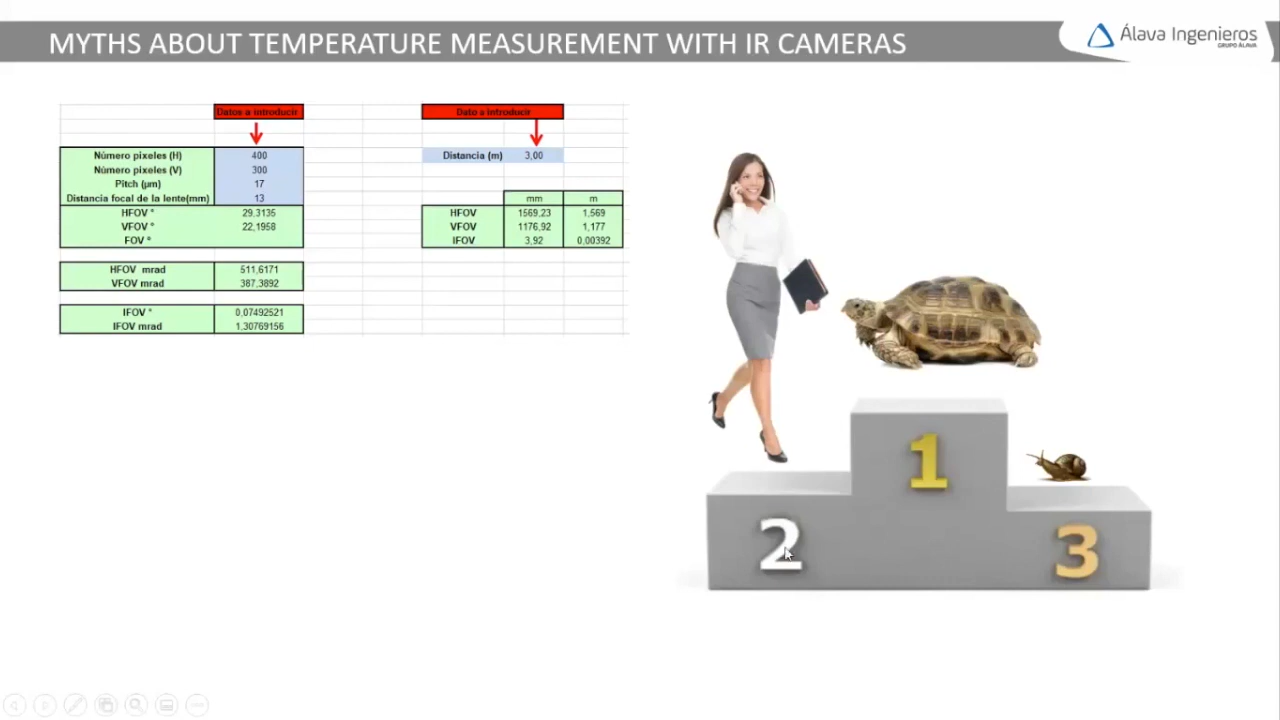 MYTHS ABOUT TEMPERATURE MEASUREMENT WITH IR CAMERAS
Álava Ingenieros
GRUPO ÁLAVA
Datos a introducir
Número pixeles (H) 400
Número pixeles (V) 300
Pitch (µm) 17
Distancia focal de la lente(mm) 13
HFOV º 29,3135
VFOV º 22,1958
FOV º
HFOV mrad 511,6171
VFOV mrad 387,3892
IFOV º 0,07492521
IFOV mrad 1,30769156
Dato a introducir
Distancia (m) 3,00
mm m
HFOV 1569,23 1,569
VFOV 1176,92 1,177
IFOV 3,92 0,00392
1
2
3